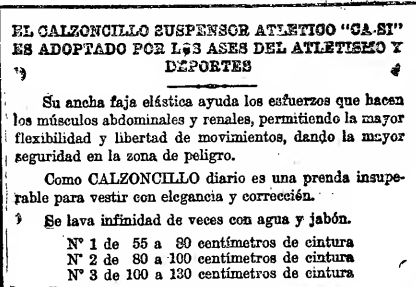 EL CALZONCILLO SUSPENSOR ATLETICO "CA-SI"
ES ADOPTADO POR LOS ASES DEL ATLETISMO Y
DEPORTES
Su ancha faja elástica ayuda los esfuerzos que hacen
los músculos abdominales y renales, permitiendo la mayor
flexibilidad y libertad de movimientos, dando la mayor
seguridad en la zona de peligro.
Como CALZONCILLO diario es una prenda insupe-
rable para vestir con elegancia y corrección.
Se lava infinidad de veces con agua y jabón.
Nº 1 de 55 a 80 centímetros de cintura
Nº 2 de 80 a 100 centímetros de cintura
Nº 3 de 100 a 130 centímetros de cintura